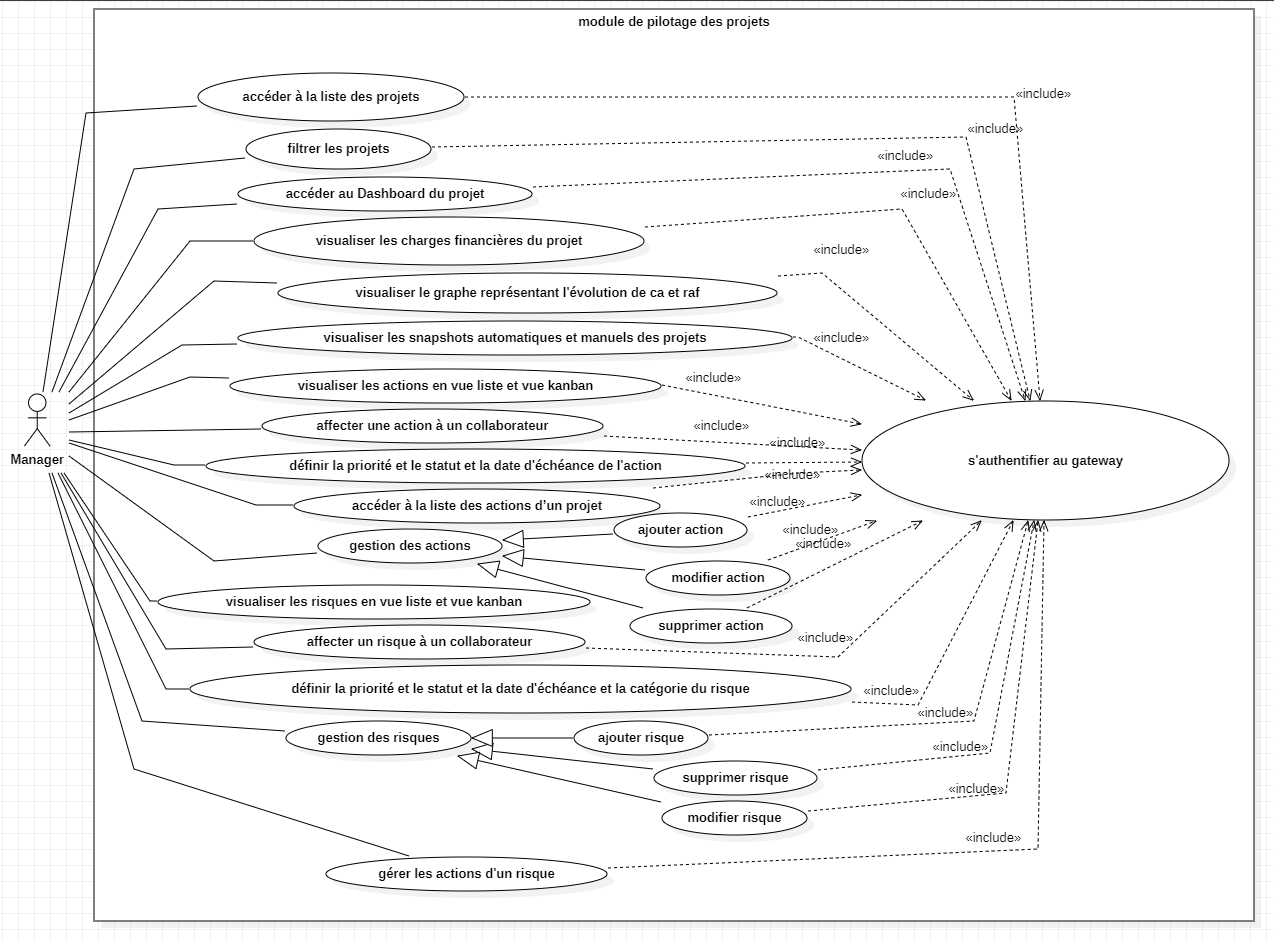 module de pilotage des projets
accéder à la liste des projets
«include»
filtrer les projets
«include»
accéder au Dashboard du projet
«include»
visualiser les charges financières du projet
«include»
visualiser le graphe représentant l'évolution de ca et raf
«include»
visualiser les snapshots automatiques et manuels des projets
«include»
visualiser les actions en vue liste et vue kanban
«include»
affecter une action à un collaborateur
«include»
définir la priorité et le statut et la date d'échéance de l'action
«include»
Manager
s'authentifier au gateway
accéder à la liste des actions d’un projet
«include»
ajouter action
«include»
gestion des actions
modifier action
«include»
supprimer action
«include»
visualiser les risques en vue liste et vue kanban
affecter un risque à un collaborateur
«include»
définir la priorité et le statut et la date d'échéance et la catégorie du risque
«include»
gestion des risques
ajouter risque
«include»
supprimer risque
«include»
modifier risque
«include»
gérer les actions d'un risque
«include»